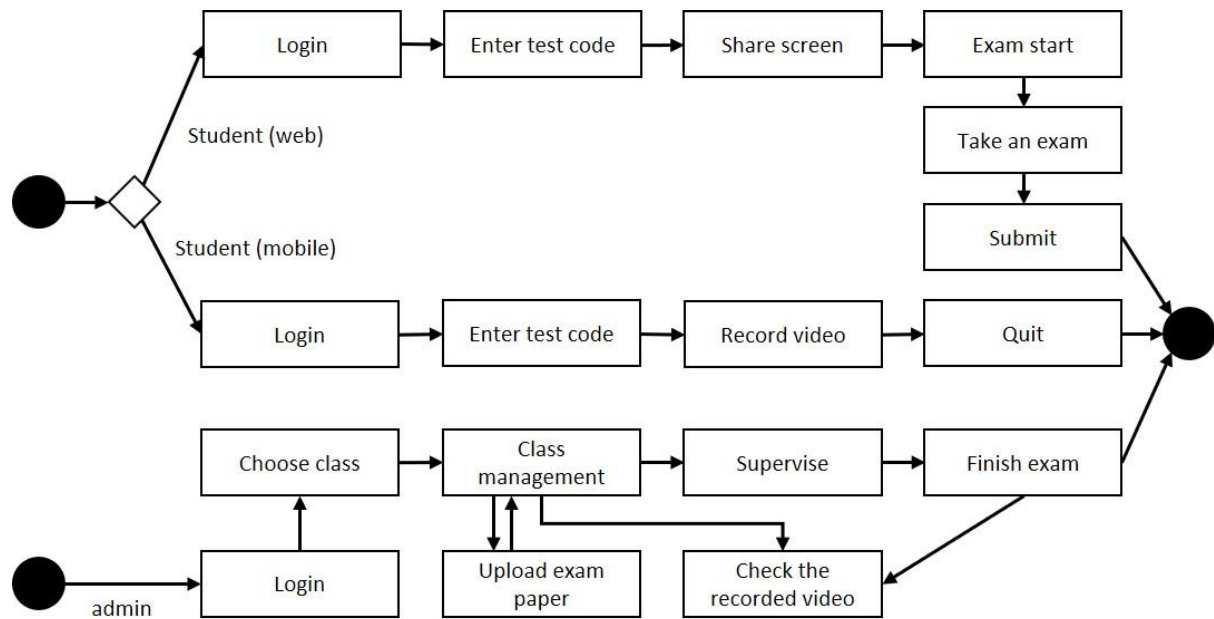 Login
Enter test code
Share screen
Exam start
Student (web)
Take an exam
Submit
Student (mobile)
Login
Enter test code
Record video
Quit
Choose class
Class
management
Supervise
Finish exam
Login
Upload exam
paper
Check the
recorded video
admin